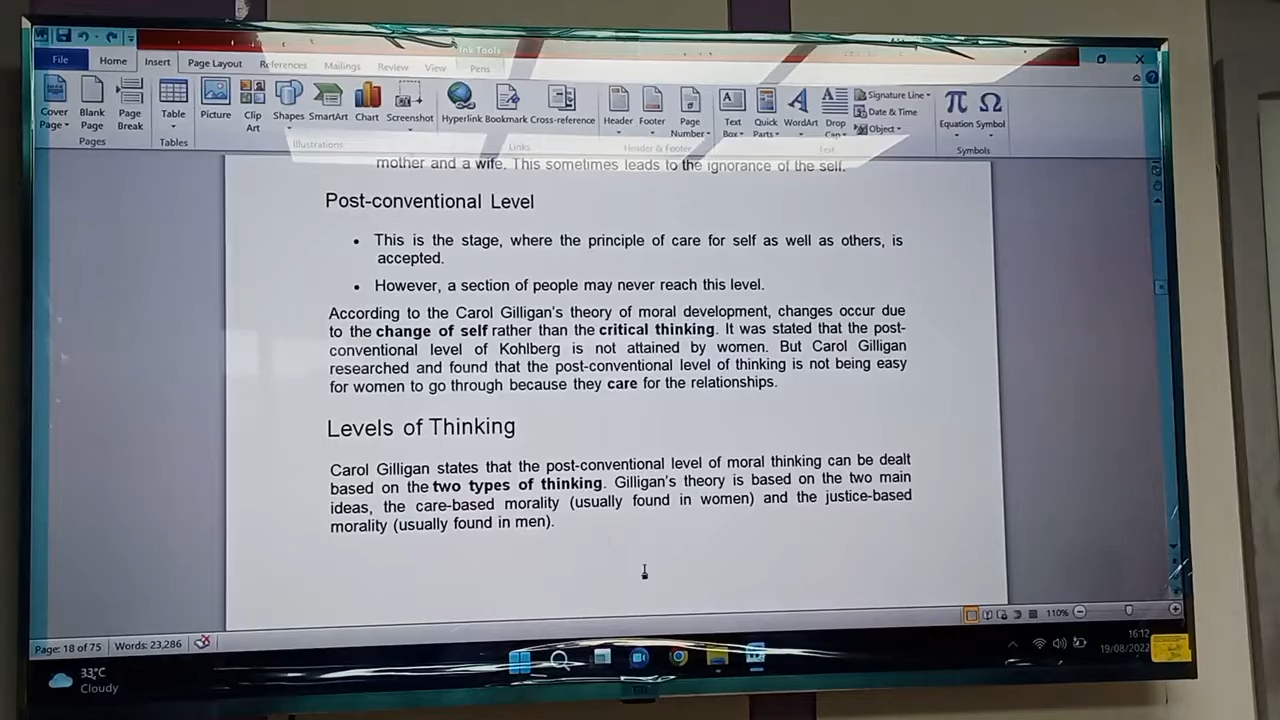 Ink Tools
File Home Insert Page Layout References Mailings Review View Pens
Cover Page Blank Page Page Break Table Picture Clip Art Shapes SmartArt Chart Screenshot Hyperlink Bookmark Cross-reference Header Footer Page Number Text Box Quick Parts WordArt Drop Cap Signature Line Date & Time Object Equation Symbol
Pages Tables Illustrations Links Header & Footer Text Symbols
mother and a wife. This sometimes leads to the ignorance of the self.
Post-conventional Level
• This is the stage, where the principle of care for self as well as others, is
accepted.
• However, a section of people may never reach this level.
According to the Carol Gilligan's theory of moral development, changes occur due
to the change of self rather than the critical thinking. It was stated that the post-
conventional level of Kohlberg is not attained by women. But Carol Gilligan
researched and found that the post-conventional level of thinking is not being easy
for women to go through because they care for the relationships.
Levels of Thinking
Carol Gilligan states that the post-conventional level of moral thinking can be dealt
based on the two types of thinking. Gilligan's theory is based on the two main
ideas, the care-based morality (usually found in women) and the justice-based
morality (usually found in men).
110%
Page: 18 of 75 Words: 23,286
33°C
Cloudy
16:12
19/08/2022